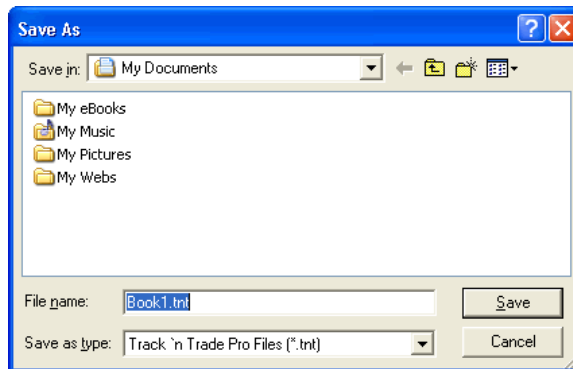 Save As
Save in: My Documents
My eBooks
My Music
My Pictures
My Webs
File name: Book1.tnt Save
Save as type: Track `n Trade Pro Files (*.tnt) Cancel